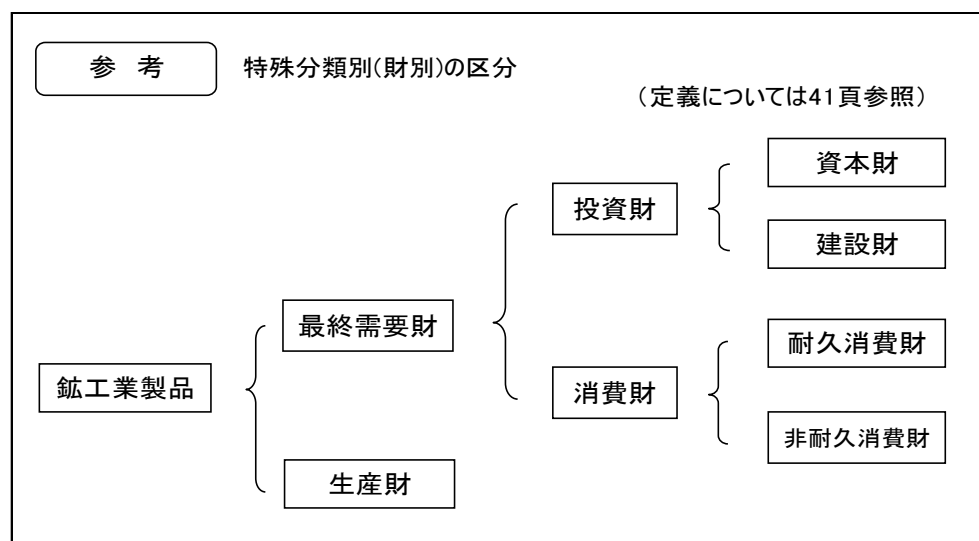 参 考
特殊分類別(財別)の区分
(定義については41頁参照)
資本財
投資財
建設財
最終需要財
耐久消費財
鉱工業製品
消費財
非耐久消費財
生産財